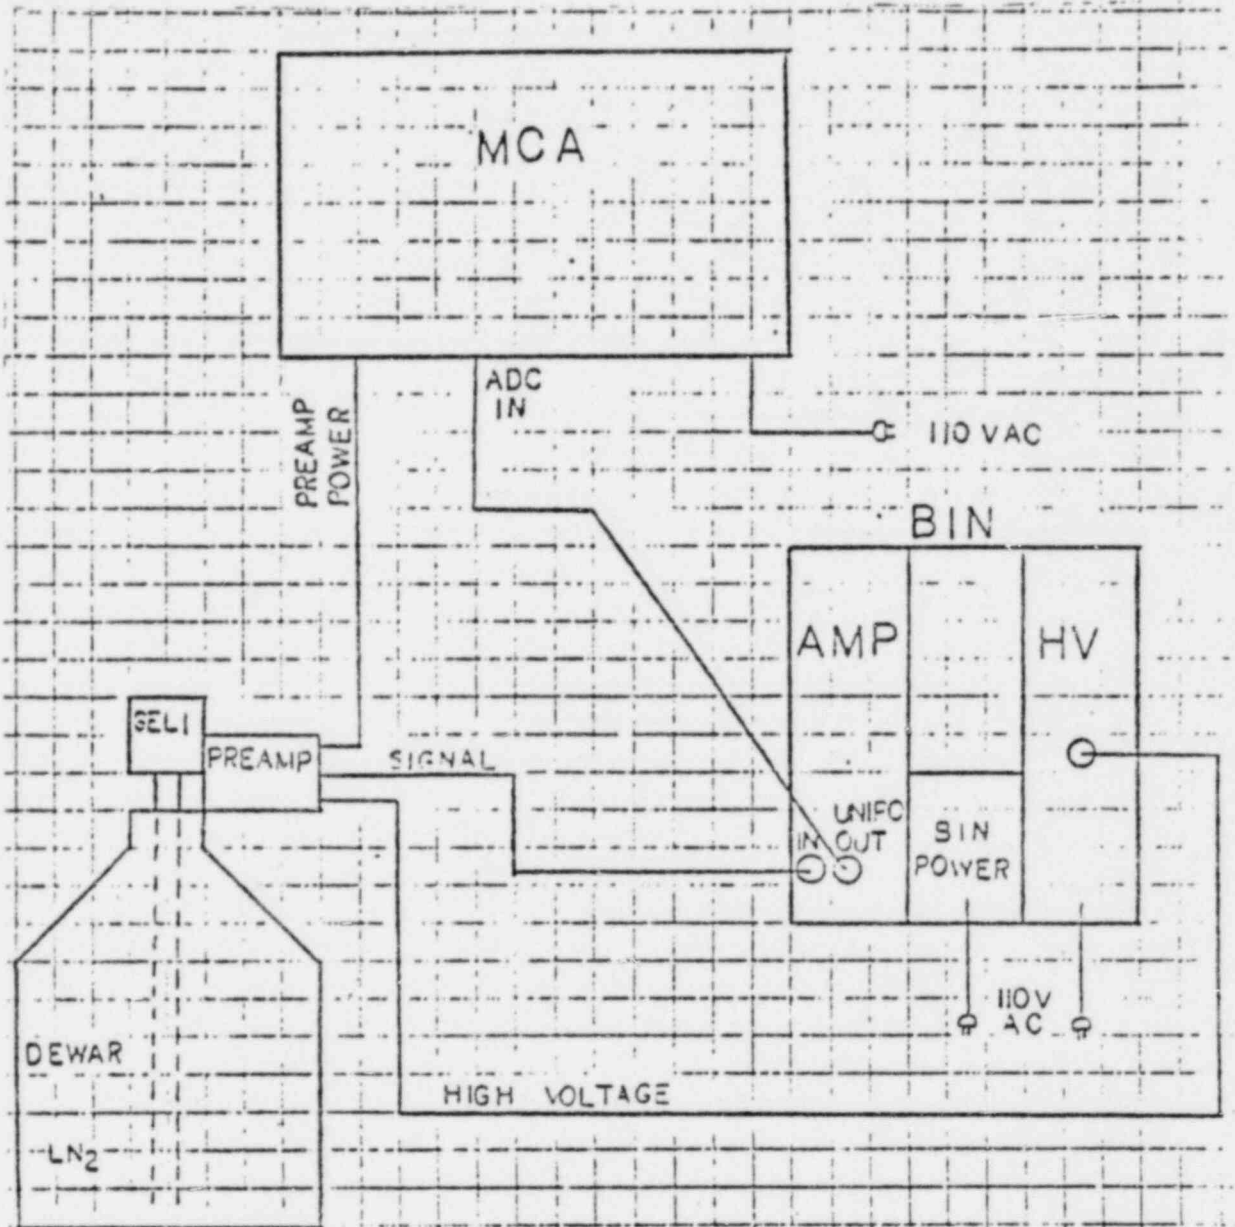 MCA
ADC
IN
PREAMP
POWER
110 VAC
BIN
AMP
HV
GELI
PREAMP
SIGNAL
UNIPO
IN OUT
BIN
POWER
110V
AC
DEWAR
HIGH VOLTAGE
LN₂